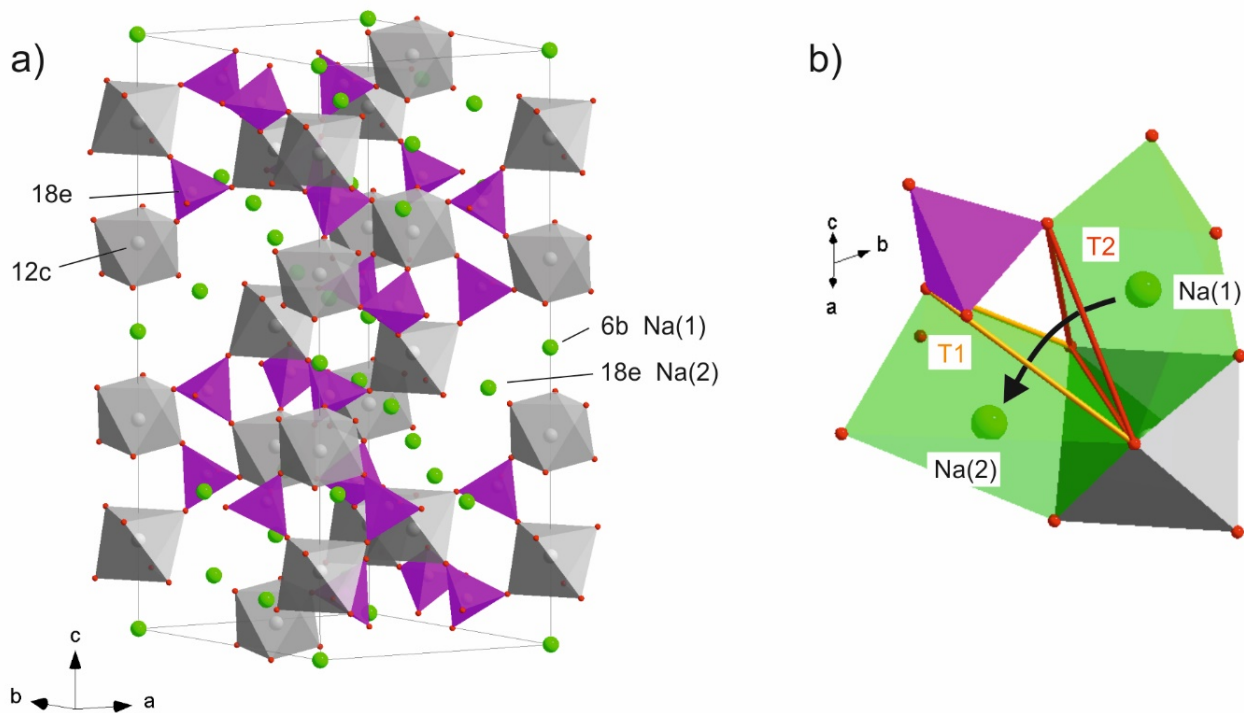 a)
18e
12c
6b Na(1)
18e Na(2)
c
b
a
b)
c
b
a
T2
Na(1)
T1
Na(2)